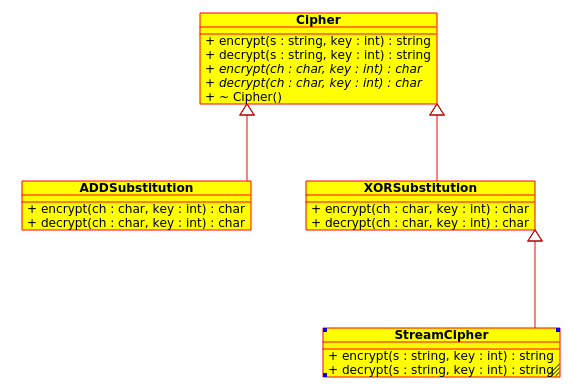 Cipher
+ encrypt(s : string, key : int) : string
+ decrypt(s : string, key : int) : string
+ encrypt(ch : char, key : int) : char
+ decrypt(ch : char, key : int) : char
+ ~ Cipher()
ADDSubstitution
+ encrypt(ch : char, key : int) : char
+ decrypt(ch : char, key : int) : char
XORSubstitution
+ encrypt(ch : char, key : int) : char
+ decrypt(ch : char, key : int) : char
StreamCipher
+ encrypt(s : string, key : int) : string
+ decrypt(s : string, key : int) : string